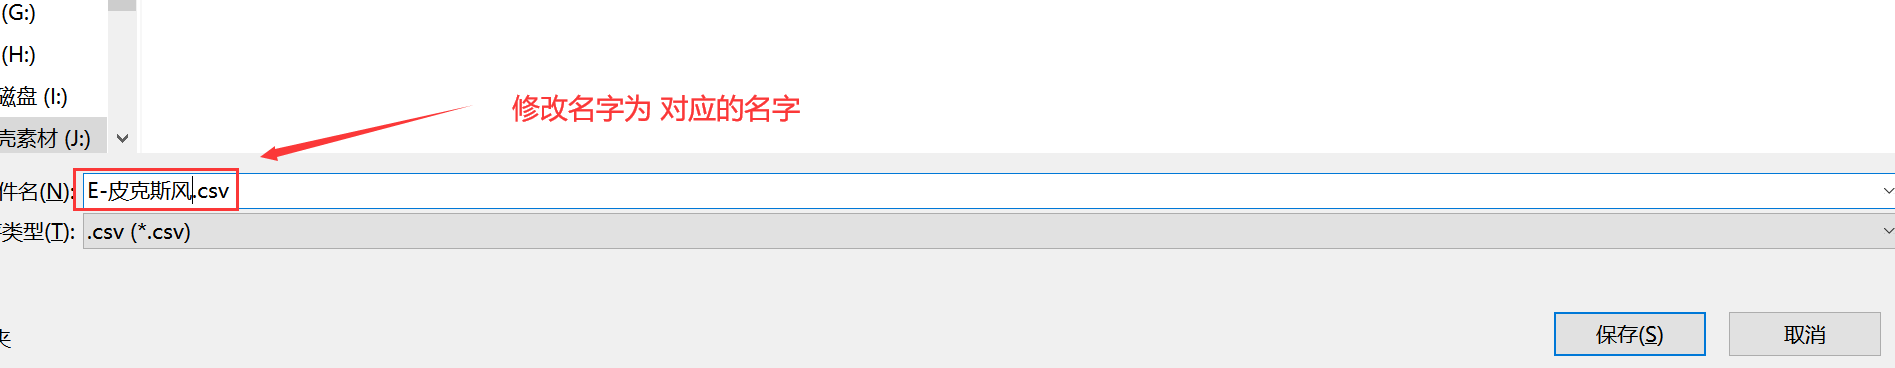 (G:)
(H:)
磁盘 (I:)
壳素材 (J:)
修改名字为 对应的名字
件名(N):
E-皮克斯风.csv
类型(T):
.csv (*.csv)
夹
保存(S)
取消